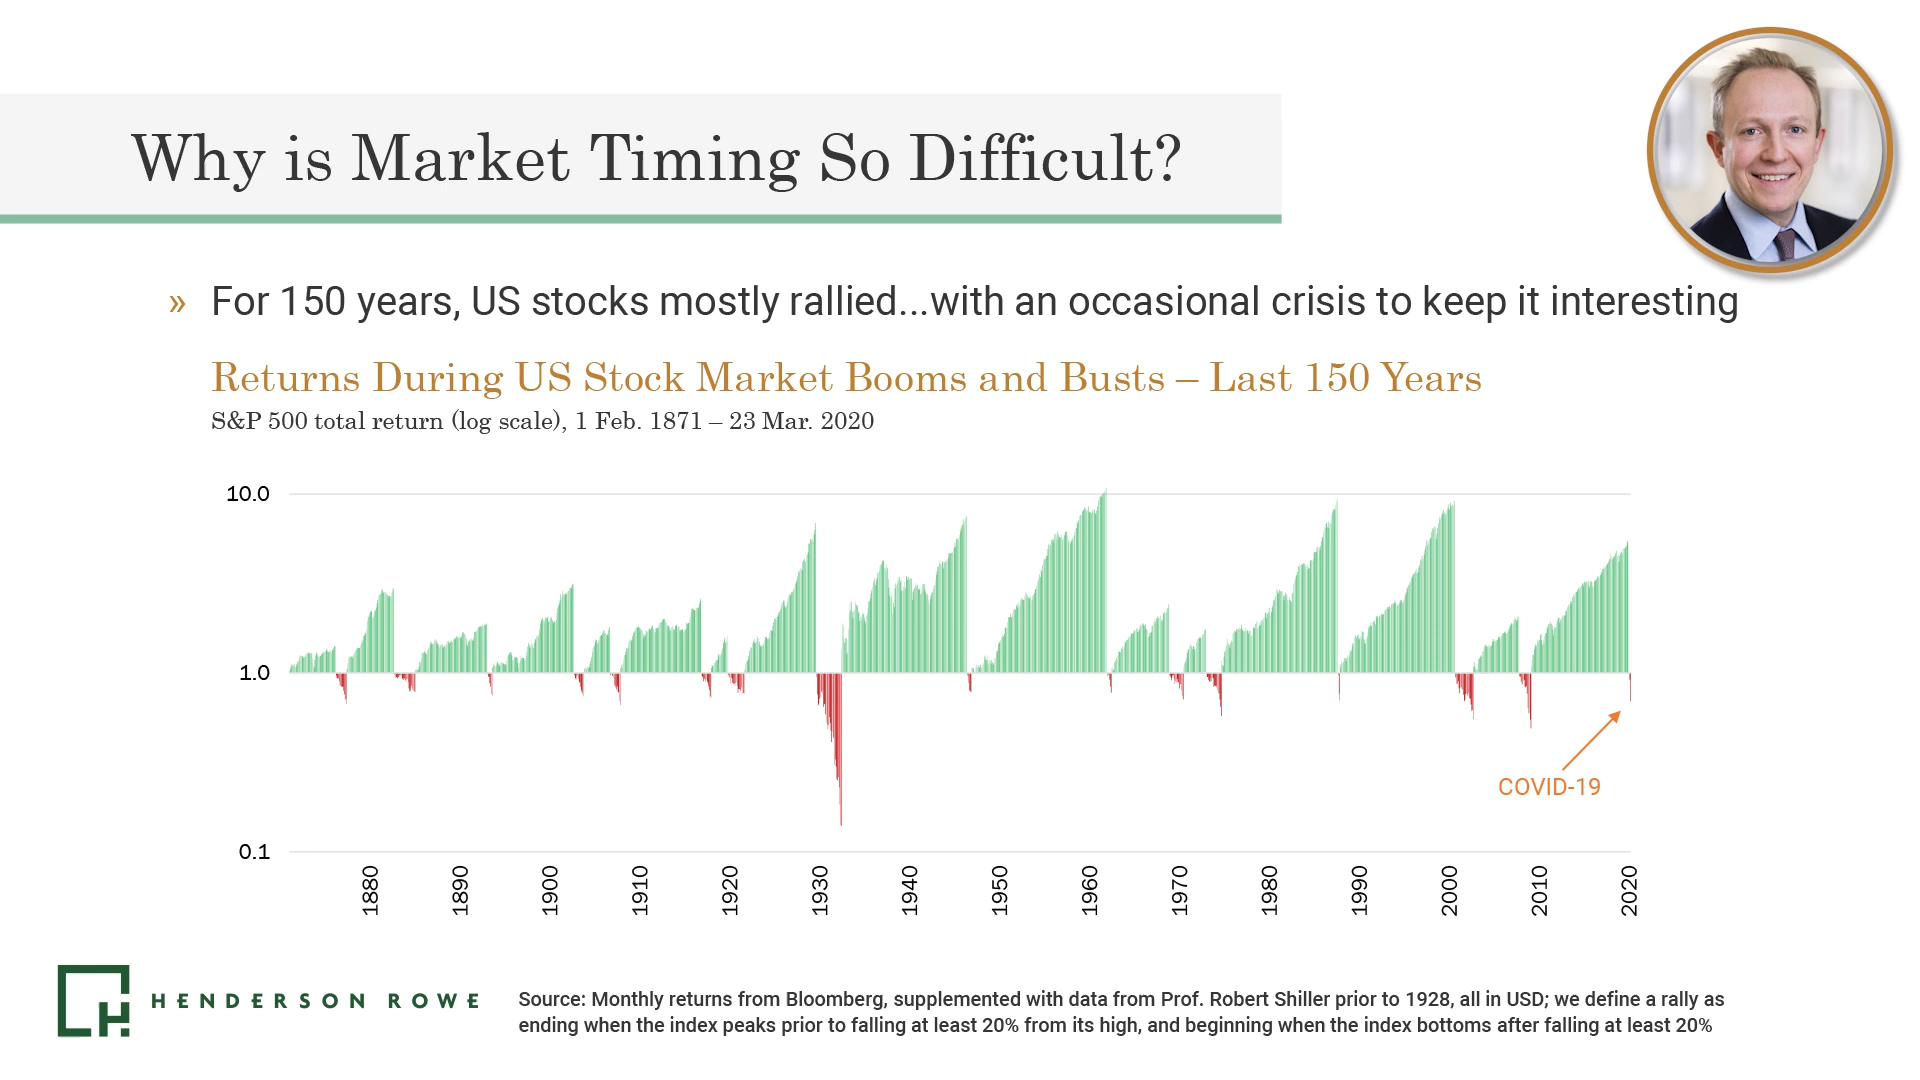 Why is Market Timing So Difficult?
» For 150 years, US stocks mostly rallied...with an occasional crisis to keep it interesting
Returns During US Stock Market Booms and Busts – Last 150 Years
S&P 500 total return (log scale), 1 Feb. 1871 – 23 Mar. 2020
10.0
1.0
0.1
COVID-19
1880 1890 1900 1910 1920 1930 1940 1950 1960 1970 1980 1990 2000 2010 2020
HENDERSON ROWE
Source: Monthly returns from Bloomberg, supplemented with data from Prof. Robert Shiller prior to 1928, all in USD; we define a rally as
ending when the index peaks prior to falling at least 20% from its high, and beginning when the index bottoms after falling at least 20%